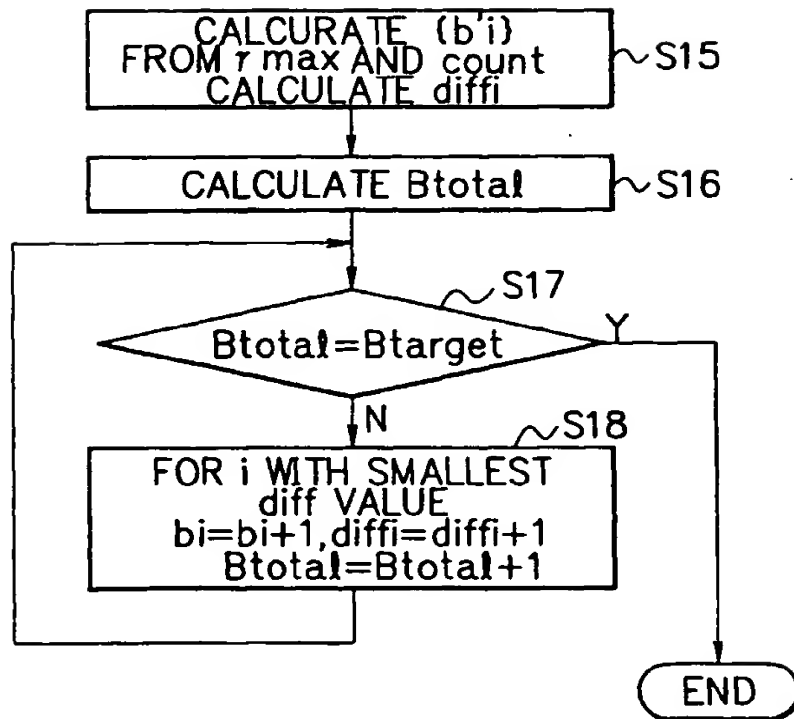 CALCURATE {b'i}
FROM γ max AND count
CALCULATE diffi
S15
CALCULATE Btotal
S16
S17
Btotal=Btarget
Y
N
S18
FOR i WITH SMALLEST
diff VALUE
bi=bi+1,diffi=diffi+1
Btotal=Btotal+1
END